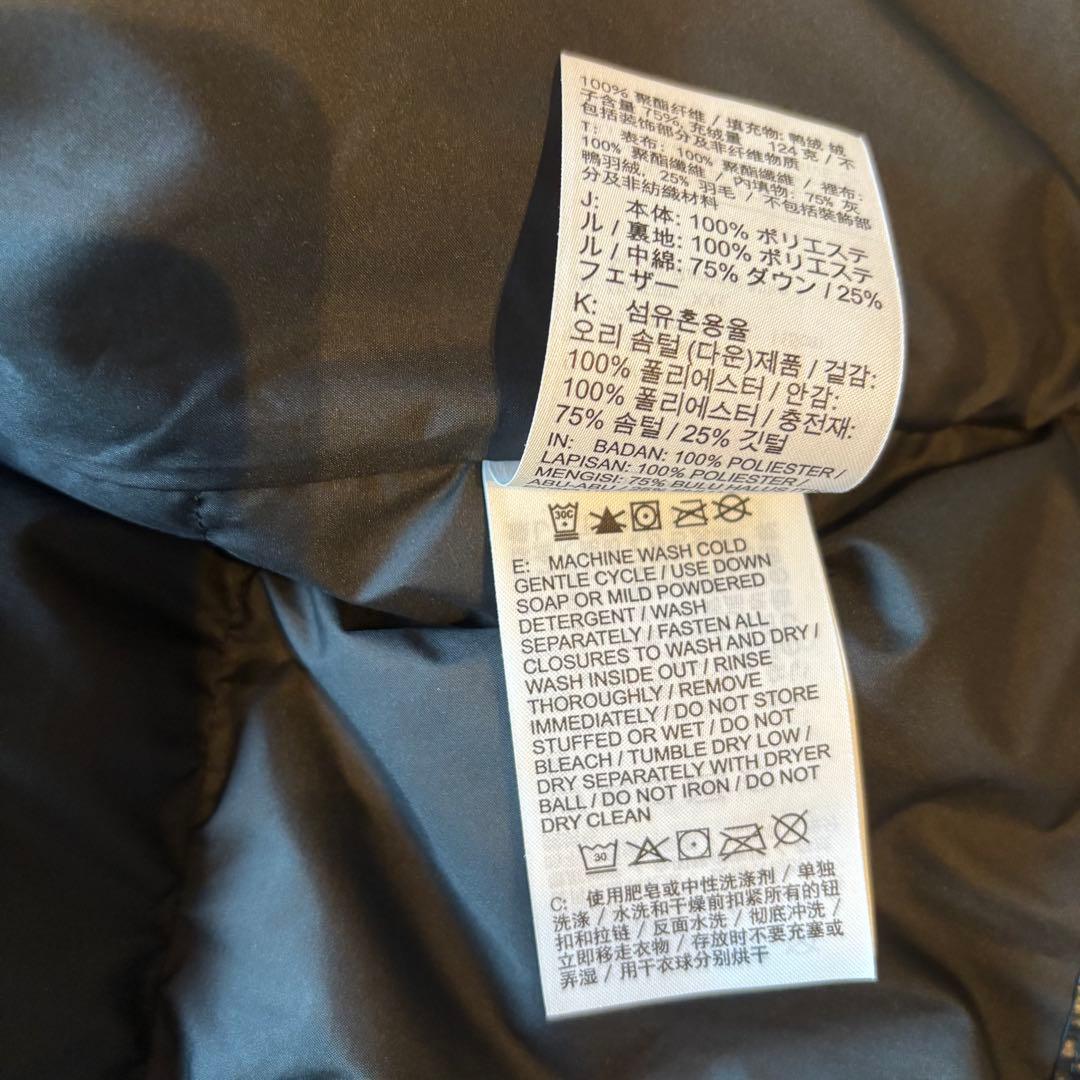 100% 聚酯纤维 / 填充物: 鸭绒 绒
子含量 75%, 充绒量 124 克 / 不
包括装饰部分及非纤维物质
T: 表布: 100% 聚酯纖維 / 裡布:
100% 聚酯纖維 / 內填物: 75% 灰
鴨羽絨, 25% 羽毛 / 不包括裝飾部
分及非紡織材料
J: 本体: 100% ポリエステ
ル / 裏地: 100% ポリエステ
ル / 中綿: 75% ダウン / 25%
フェザー
K: 섬유혼용율
오리 솜털 (다운)제품 / 겉감:
100% 폴리에스터 / 안감:
100% 폴리에스터 / 충전재:
75% 솜털 / 25% 깃털
IN: BADAN: 100% POLIESTER /
LAPISAN: 100% POLIESTER /
MENGISI: 75% BULU
ABU-ABU
30C
E: MACHINE WASH COLD
GENTLE CYCLE / USE DOWN
SOAP OR MILD POWDERED
DETERGENT / WASH
SEPARATELY / FASTEN ALL
CLOSURES TO WASH AND DRY /
WASH INSIDE OUT / RINSE
THOROUGHLY / REMOVE
IMMEDIATELY / DO NOT STORE
STUFFED OR WET / DO NOT
BLEACH / TUMBLE DRY LOW /
DRY SEPARATELY WITH DRYER
BALL / DO NOT IRON / DO NOT
DRY CLEAN
30
C: 使用肥皂或中性洗涤剂 / 单独
洗涤 / 水洗和干燥前扣紧所有的钮
扣和拉链 / 反面水洗 / 彻底冲洗 /
立即移走衣物 / 存放时不要充塞或
弄湿 / 用干衣球分别烘干